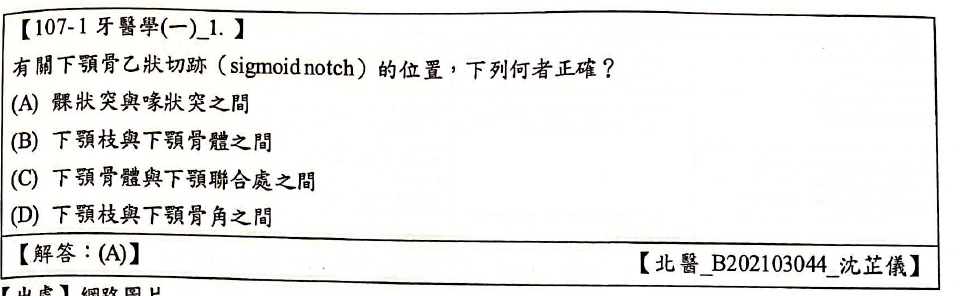 【107-1 牙醫學(一)_1. 】
有關下顎骨乙狀切跡（sigmoid notch）的位置，下列何者正確？
(A) 髁狀突與喙狀突之間
(B) 下顎枝與下顎骨體之間
(C) 下顎骨體與下顎聯合處之間
(D) 下顎枝與下顎骨角之間
【解答：(A)】
【北醫_B202103044_沈芷儀】
【出處】網路圖片